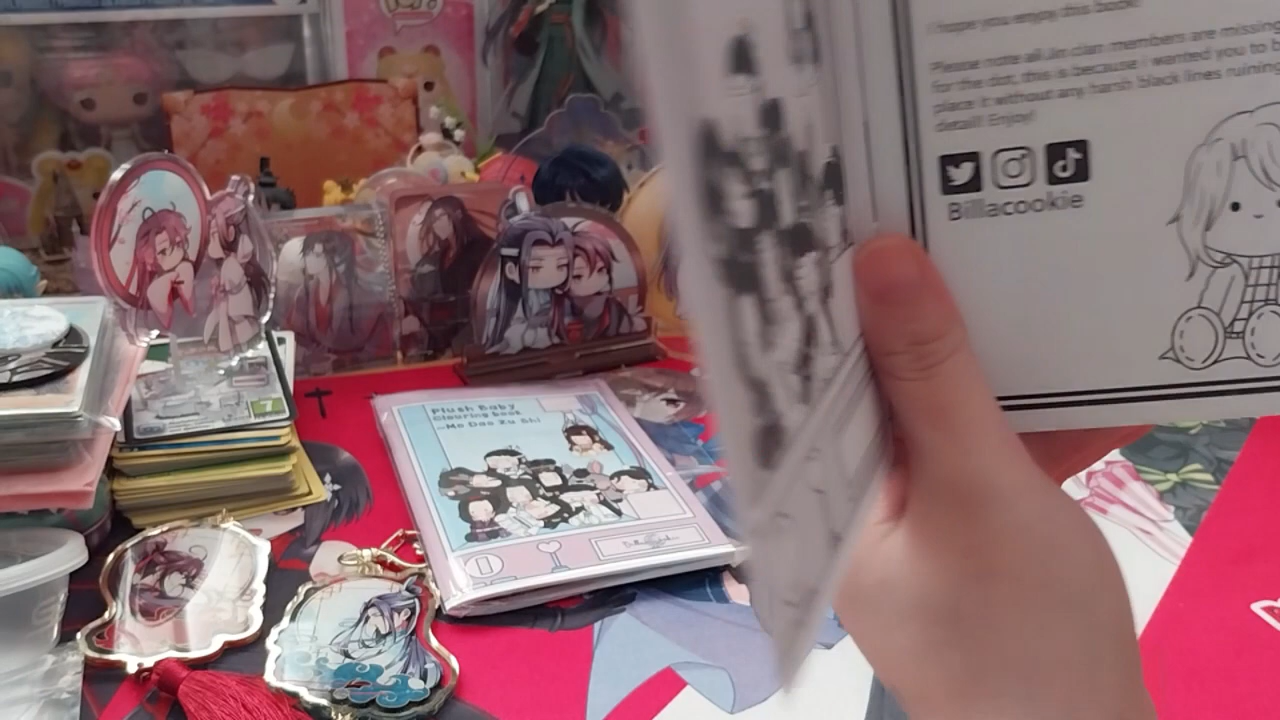 Plush Baby
Colouring book
~Mo Dao Zu Shi
I hope you enjoy this book!
Please note all Jin clan members are missing
for the dot, this is because i wanted you to
place it without any harsh black lines ruining
detail! Enjoy!
Billacookie